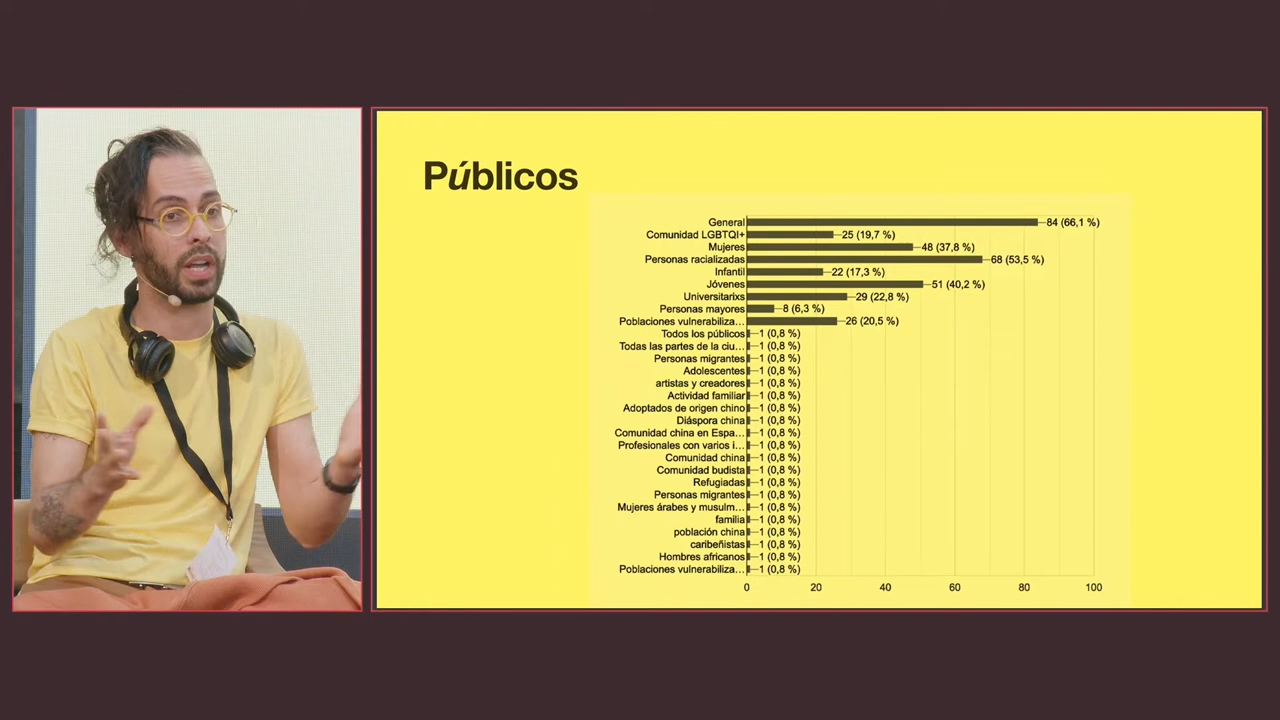 Públicos
General 84 (66,1 %)
Comunidad LGBTQI+ 25 (19,7 %)
Mujeres 48 (37,8 %)
Personas racializadas 68 (53,5 %)
Infantil 22 (17,3 %)
Jóvenes 51 (40,2 %)
Universitarixs 29 (22,8 %)
Personas mayores 8 (6,3 %)
Poblaciones vulnerabiliza... 26 (20,5 %)
Todos los públicos 1 (0,8 %)
Todas las partes de la ciu... 1 (0,8 %)
Personas migrantes 1 (0,8 %)
Adolescentes 1 (0,8 %)
artistas y creadores 1 (0,8 %)
Actividad familiar 1 (0,8 %)
Adoptados de origen chino 1 (0,8 %)
Diáspora china 1 (0,8 %)
Comunidad china en Espa... 1 (0,8 %)
Profesionales con varios i... 1 (0,8 %)
Comunidad china 1 (0,8 %)
Comunidad budista 1 (0,8 %)
Refugiadas 1 (0,8 %)
Personas migrantes 1 (0,8 %)
Mujeres árabes y musulm... 1 (0,8 %)
familia 1 (0,8 %)
población china 1 (0,8 %)
caribeñistas 1 (0,8 %)
Hombres africanos 1 (0,8 %)
Poblaciones vulnerabiliza... 1 (0,8 %)
0 20 40 60 80 100